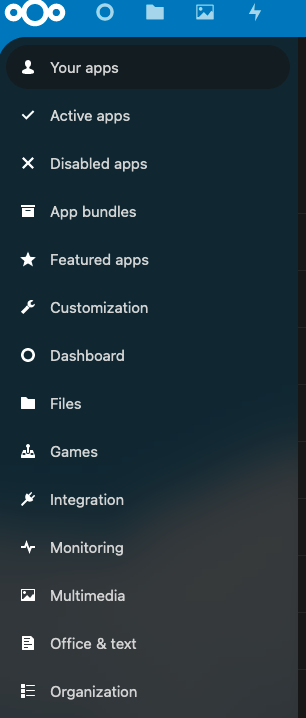 Your apps
Active apps
Disabled apps
App bundles
Featured apps
Customization
Dashboard
Files
Games
Integration
Monitoring
Multimedia
Office & text
Organization